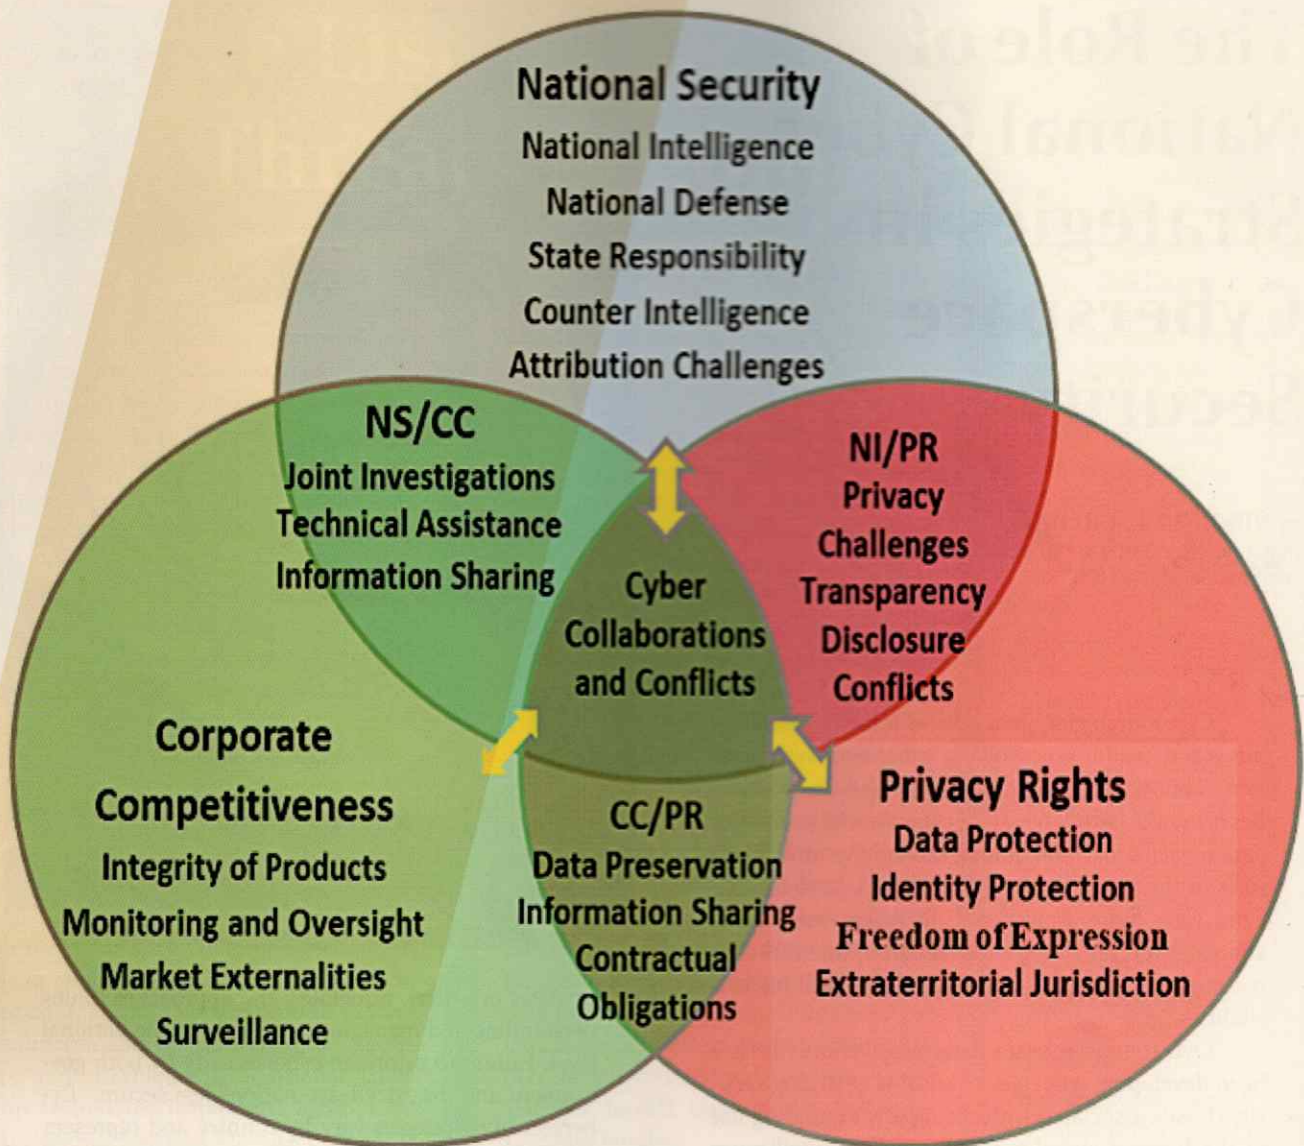 National Security
National Intelligence
National Defense
State Responsibility
Counter Intelligence
Attribution Challenges
NS/CC
Joint Investigations
Technical Assistance
Information Sharing
NI/PR
Privacy
Challenges
Transparency
Disclosure
Conflicts
Cyber
Collaborations
and Conflicts
Corporate
Competitiveness
Integrity of Products
Monitoring and Oversight
Market Externalities
Surveillance
CC/PR
Data Preservation
Information Sharing
Contractual
Obligations
Privacy Rights
Data Protection
Identity Protection
Freedom of Expression
Extraterritorial Jurisdiction